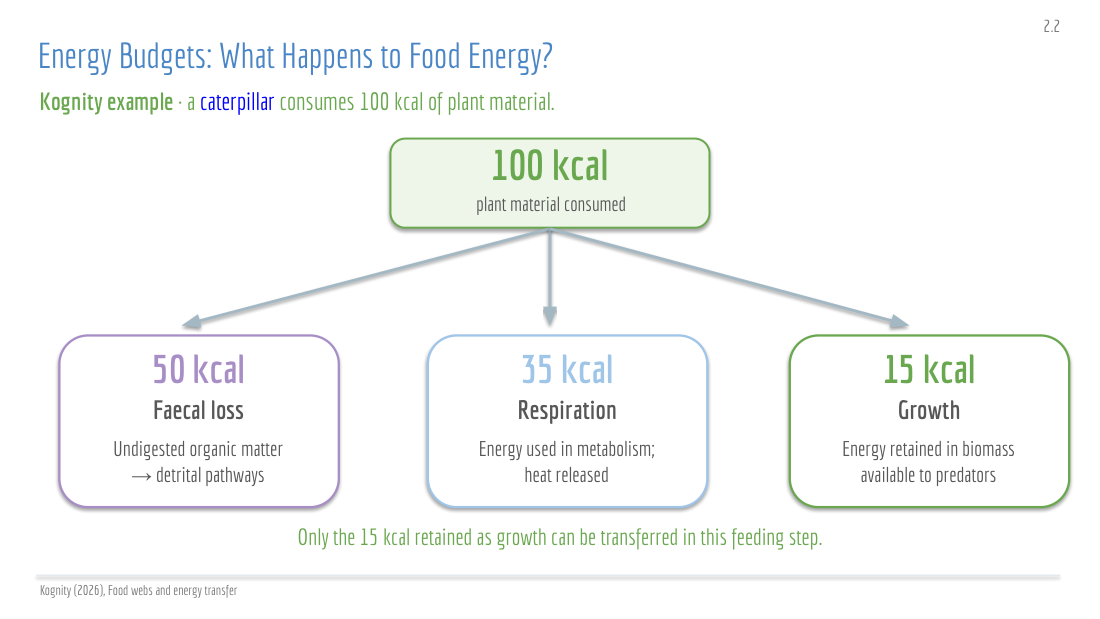 2.2
Energy Budgets: What Happens to Food Energy?
Kognity example · a caterpillar consumes 100 kcal of plant material.
100 kcal
plant material consumed
50 kcal
Faecal loss
Undigested organic matter
→ detrital pathways
35 kcal
Respiration
Energy used in metabolism;
heat released
15 kcal
Growth
Energy retained in biomass
available to predators
Only the 15 kcal retained as growth can be transferred in this feeding step.
Kognity (2026), Food webs and energy transfer